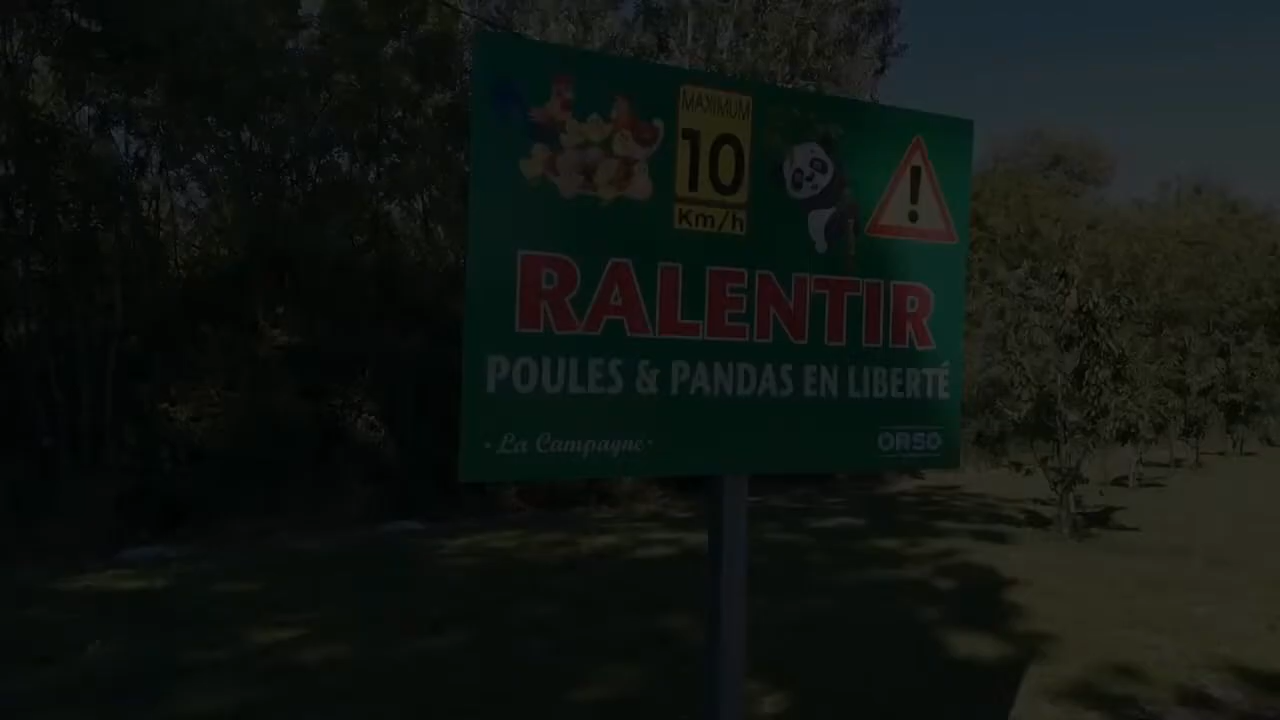 MAXIMUM
10
Km/h
!
RALENTIR
POULES & PANDAS EN LIBERTÉ
• La Campagne •
ORSO